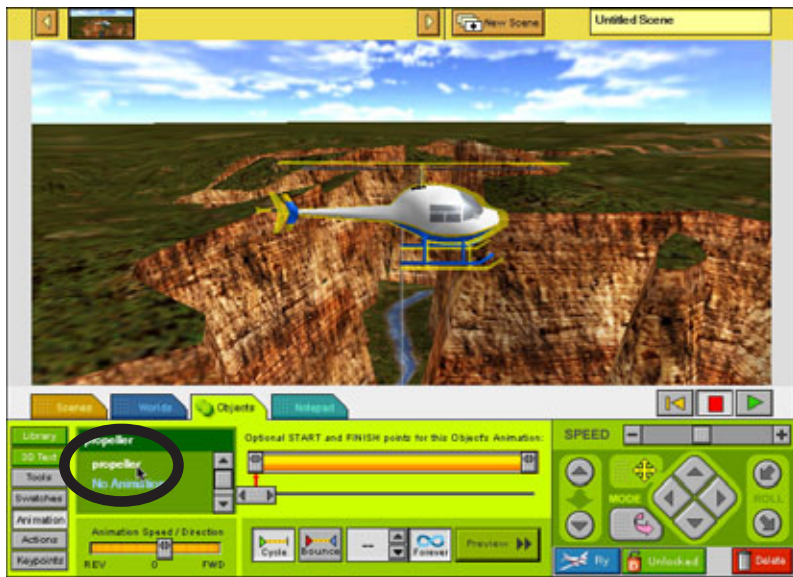 New Scene
Untitled Scene
Scenes
Worlds
Objects
Notepad
Library
3D Text
Tools
Swatches
Animation
Actions
Keypoints
propeller
propeller
No Animation
Animation Speed / Direction
REV 0 FWD
Optional START and FINISH points for this Object's Animation:
Cycle
Bounce
--
Forever
Preview
SPEED
MODE
ROLL
Fly
Unlocked
Delete